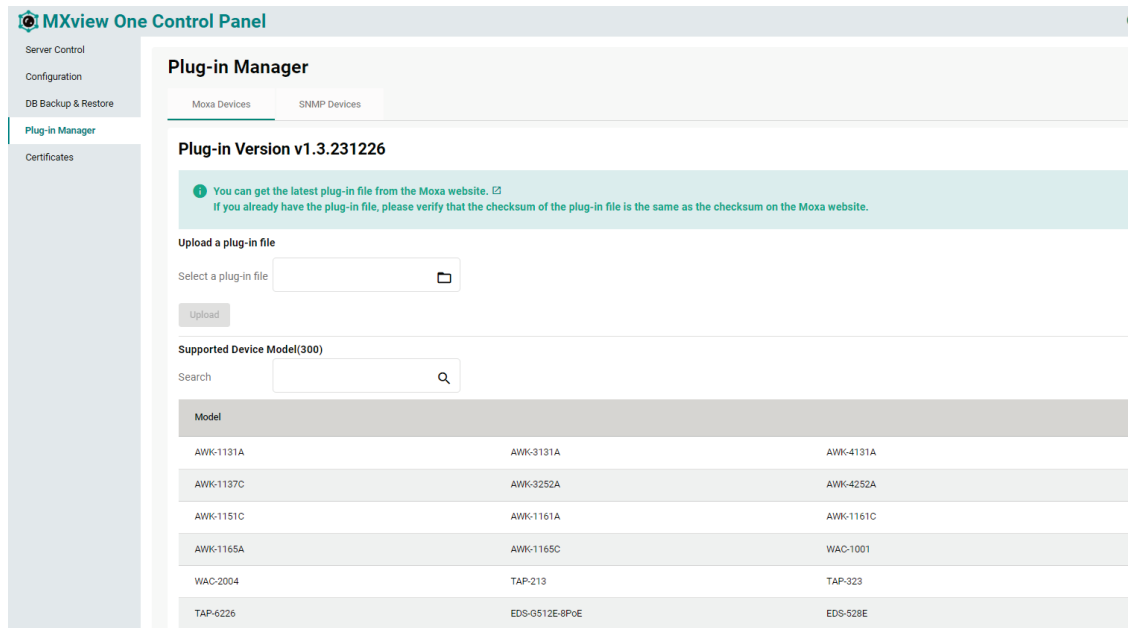 MXview One Control Panel
Server Control
Configuration
DB Backup & Restore
Plug-in Manager
Certificates
Plug-in Manager
Moxa Devices SNMP Devices
Plug-in Version v1.3.231226
You can get the latest plug-in file from the Moxa website.
If you already have the plug-in file, please verify that the checksum of the plug-in file is the same as the checksum on the Moxa website.
Upload a plug-in file
Select a plug-in file
Upload
Supported Device Model(300)
Search
Model
AWK-1131A AWK-3131A AWK-4131A
AWK-1137C AWK-3252A AWK-4252A
AWK-1151C AWK-1161A AWK-1161C
AWK-1165A AWK-1165C WAC-1001
WAC-2004 TAP-213 TAP-323
TAP-6226 EDS-G512E-8PoE EDS-528E